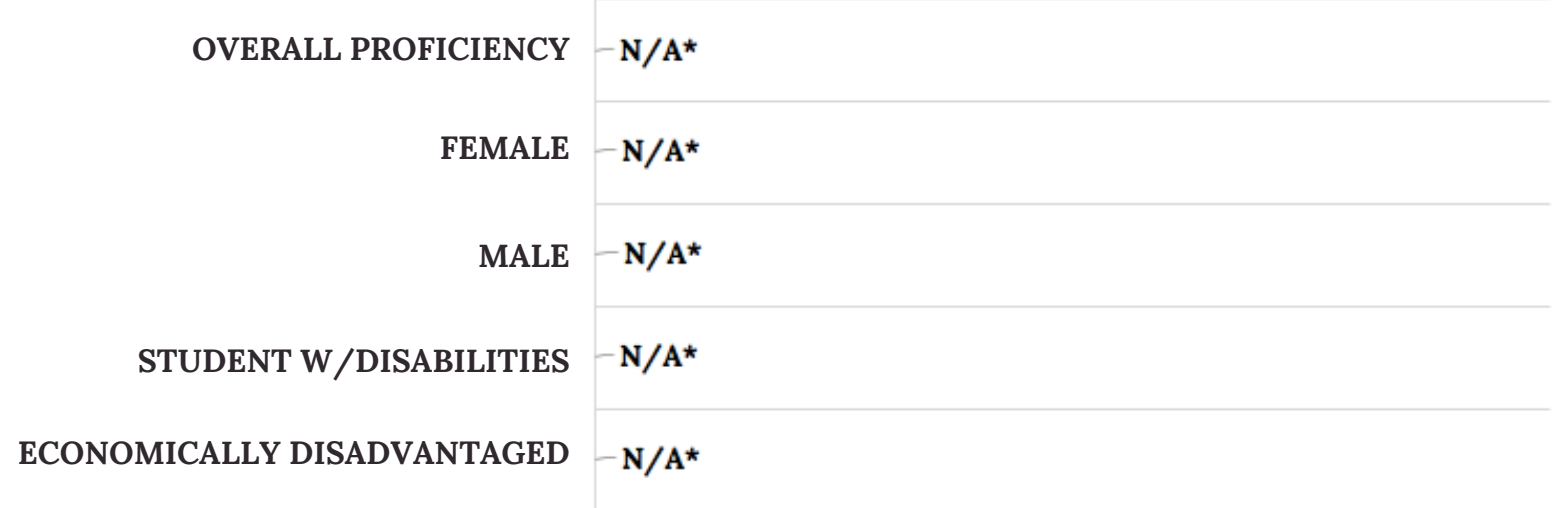 OVERALL PROFICIENCY N/A*
FEMALE N/A*
MALE N/A*
STUDENT W/DISABILITIES N/A*
ECONOMICALLY DISADVANTAGED N/A*